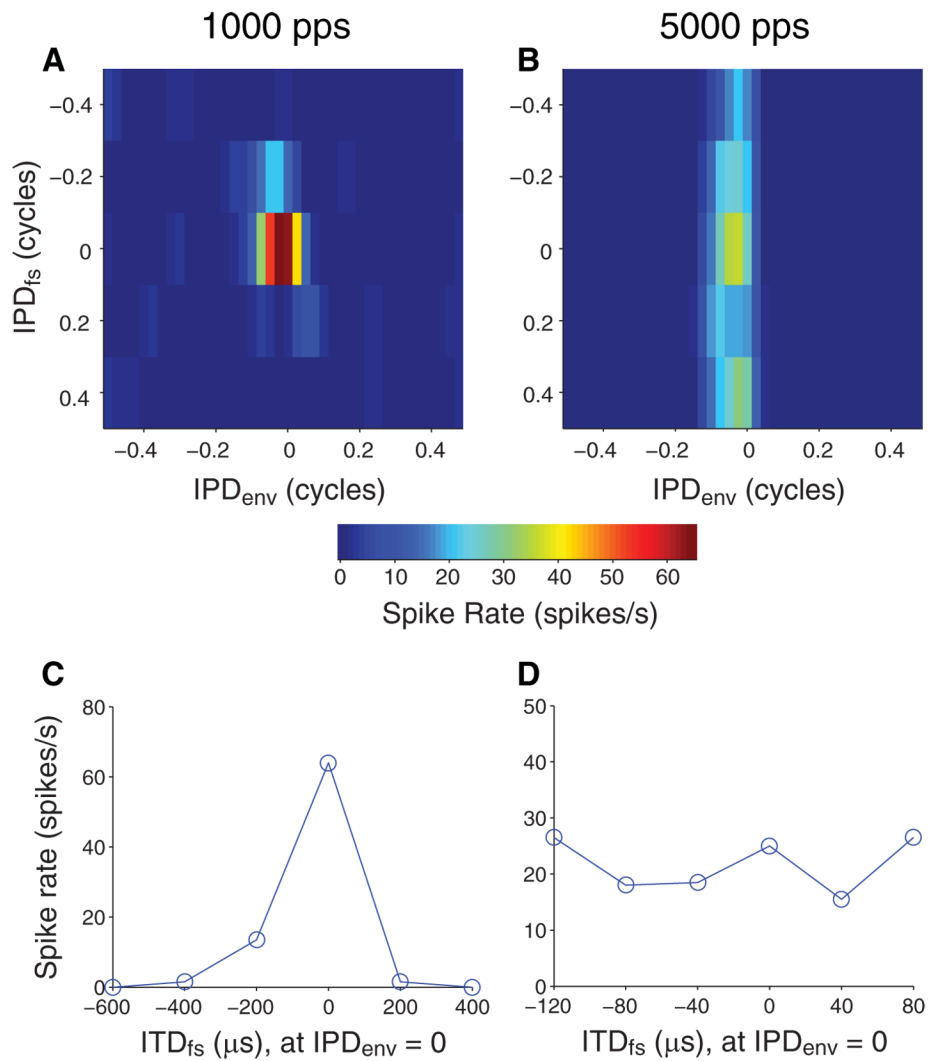 1000 pps 5000 pps
A B
−0.4
−0.2
0
0.2
0.4
IPDfs (cycles)
−0.4 −0.2 0 0.2 0.4 −0.4 −0.2 0 0.2 0.4
IPDenv (cycles) IPDenv (cycles)
0 10 20 30 40 50 60
Spike Rate (spikes/s)
C D
80
60
40
20
0
Spike rate (spikes/s)
−600 −400 −200 0 200 400
ITDfs (μs), at IPDenv = 0
50
40
30
20
10
0
−120 −80 −40 0 40 80
ITDfs (μs), at IPDenv = 0